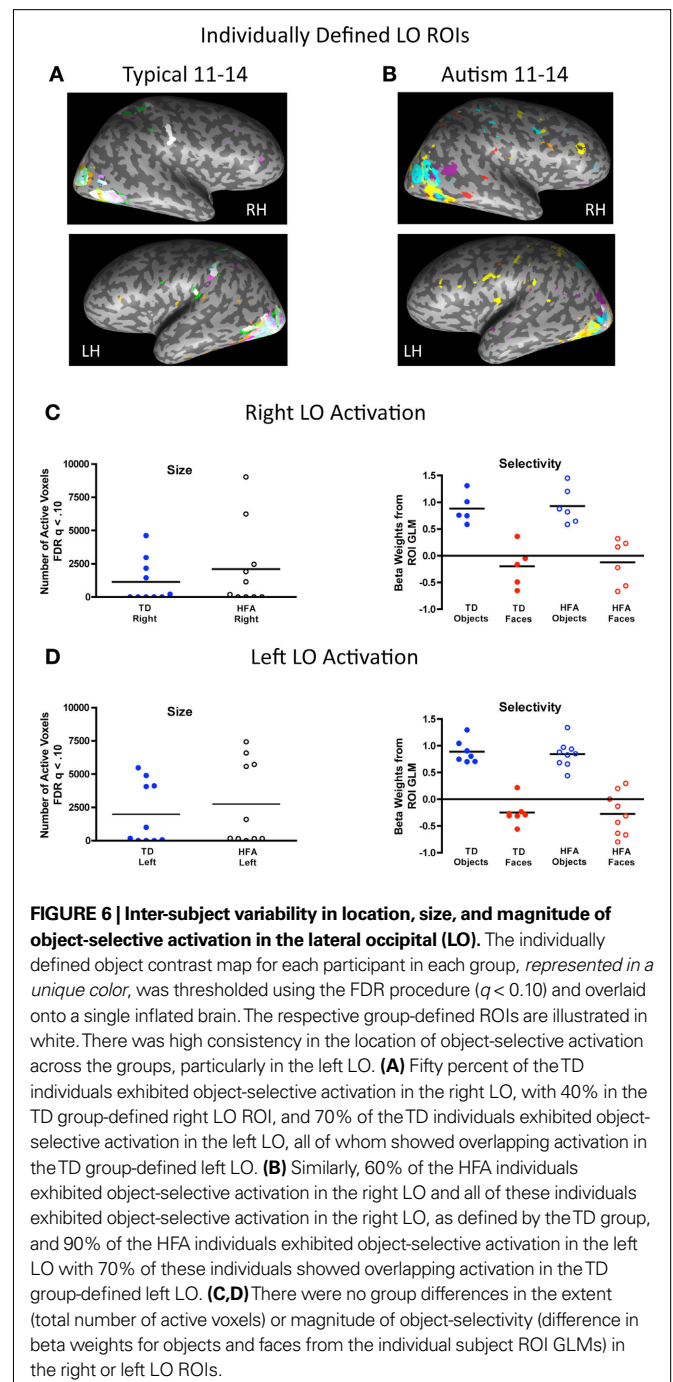 Individually Defined LO ROIs
A Typical 11-14
B Autism 11-14
RH
RH
LH
LH
C Right LO Activation
Size
Number of Active Voxels
FDR q < .10
10000
7500
5000
2500
0
TD
Right
HFA
Right
Selectivity
Beta Weights from
ROI GLM
1.5
1.0
0.5
0.0
-0.5
-1.0
TD
Objects
TD
Faces
HFA
Objects
HFA
Faces
D Left LO Activation
Size
Number of Active Voxels
FDR q < .10
10000
7500
5000
2500
0
TD
Left
HFA
Left
Selectivity
Beta Weights from
ROI GLM
1.5
1.0
0.5
0.0
-0.5
-1.0
TD
Objects
TD
Faces
HFA
Objects
HFA
Faces
FIGURE 6 | Inter-subject variability in location, size, and magnitude of
object-selective activation in the lateral occipital (LO). The individually
defined object contrast map for each participant in each group, represented in a
unique color, was thresholded using the FDR procedure (q < 0.10) and overlaid
onto a single inflated brain. The respective group-defined ROIs are illustrated in
white. There was high consistency in the location of object-selective activation
across the groups, particularly in the left LO. (A) Fifty percent of the TD
individuals exhibited object-selective activation in the right LO, with 40% in the
TD group-defined right LO ROI, and 70% of the TD individuals exhibited object-
selective activation in the left LO, all of whom showed overlapping activation in
the TD group-defined left LO. (B) Similarly, 60% of the HFA individuals
exhibited object-selective activation in the right LO and all of these individuals
exhibited object-selective activation in the right LO, as defined by the TD group,
and 90% of the HFA individuals exhibited object-selective activation in the left
LO with 70% of these individuals showed overlapping activation in the TD
group-defined left LO. (C,D) There were no group differences in the extent
(total number of active voxels) or magnitude of object-selectivity (difference in
beta weights for objects and faces from the individual subject ROI GLMs) in
the right or left LO ROIs.